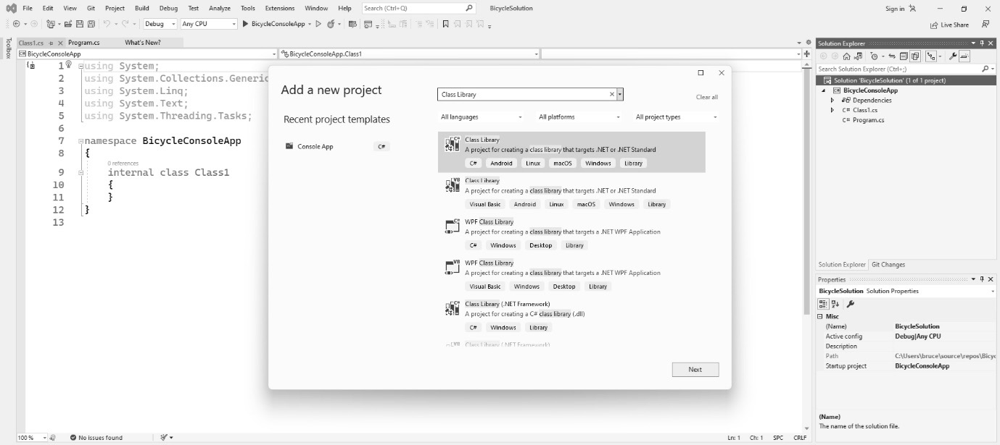 File Edit View Git Project Build Debug Test Analyze Tools Extensions Window Help Search (Ctrl+Q) BicycleSolution Sign in
Debug Any CPU BicycleConsoleApp Live Share
Toolbox
Class1.cs Program.cs What's New?
BicycleConsoleApp BicycleConsoleApp.Class1
1 using System;
2 using System.Collections.Generic
3 using System.Linq;
4 using System.Text;
5 using System.Threading.Tasks;
6
7 namespace BicycleConsoleApp
8 {
0 references
9 internal class Class1
10 {
11 }
12 }
13
Add a new project
Recent project templates
Console App C#
Class Library
Clear all
All languages All platforms All project types
Class Library
A project for creating a class library that targets .NET or .NET Standard
C# Android Linux macOS Windows Library
Class Library
A project for creating a class library that targets .NET or .NET Standard
Visual Basic Android Linux macOS Windows Library
WPF Class Library
A project for creating a class library that targets a .NET WPF Application
C# Windows Desktop Library
WPF Class Library
A project for creating a class library that targets a .NET WPF Application
Visual Basic Windows Desktop Library
Class Library (.NET Framework)
A project for creating a C# class library (.dll)
C# Windows Library
Class Library (.NET Framework)
Next
Solution Explorer
Search Solution Explorer (Ctrl+;)
Solution 'BicycleSolution' (1 of 1 project)
BicycleConsoleApp
Dependencies
C# Class1.cs
C# Program.cs
Solution Explorer Git Changes
Properties
BicycleSolution Solution Properties
Misc
(Name) BicycleSolution
Active config Debug|Any CPU
Description
Path C:\Users\bruce\source\repos\Bicyc
Startup project BicycleConsoleApp
(Name)
The name of the solution file.
100 % No issues found Ln: 1 Ch: 1 SPC CRLF